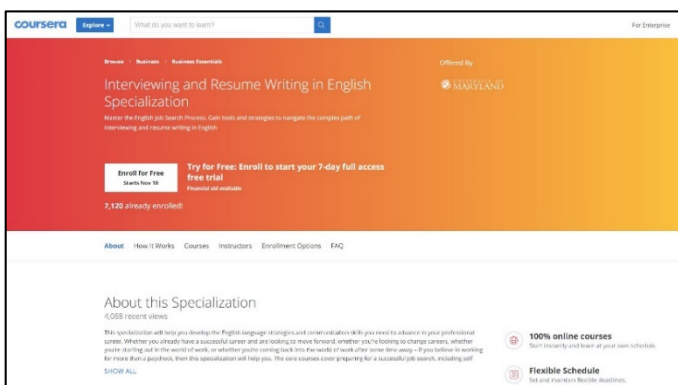 coursera
Explore
What do you want to learn?
For Enterprise
Browse > Business > Business Essentials
Offered By
Interviewing and Resume Writing in English
Specialization
UNIVERSITY OF
MARYLAND
Master the English Job Search Process. Gain tools and strategies to navigate the complex path of
interviewing and resume writing in English
Enroll for Free
Starts Nov 18
Try for Free: Enroll to start your 7-day full access
free trial
Financial aid available
7,120 already enrolled!
About How It Works Courses Instructors Enrollment Options FAQ
About this Specialization
4,088 recent views
This specialization will help you develop the English language strategies and communication skills you need to advance in your professional
career. Whether you already have a successful career and are looking to move forward, whether you're looking to change careers, whether
you're starting out in the world of work, or whether you're coming back into the world of work after some time away – if you believe in working
for more than a paycheck, then this specialization will help you. The core courses cover preparing for a successful job search, including self
SHOW ALL
100% online courses
Start instantly and learn at your own schedule.
Flexible Schedule
Set and maintain flexible deadlines.